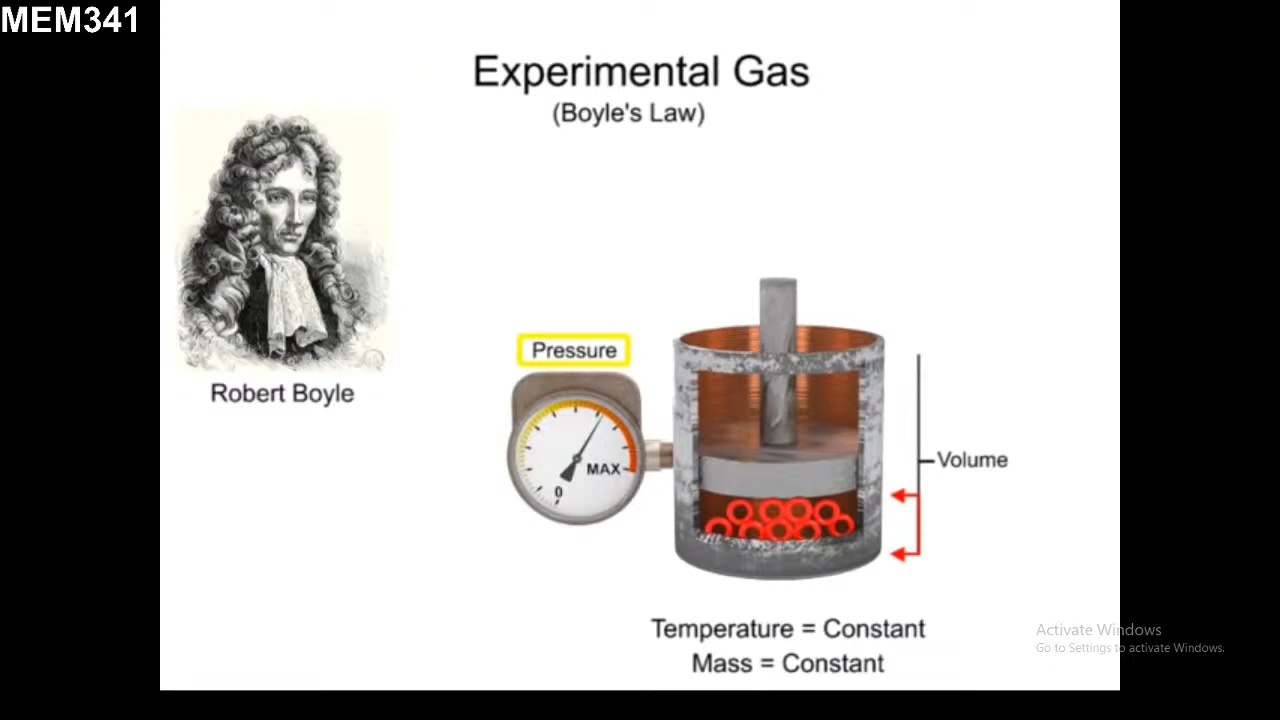 MEM341
Experimental Gas
(Boyle's Law)
Robert Boyle
Pressure
MAX
0
Volume
Temperature = Constant
Mass = Constant
Activate Windows
Go to Settings to activate Windows.